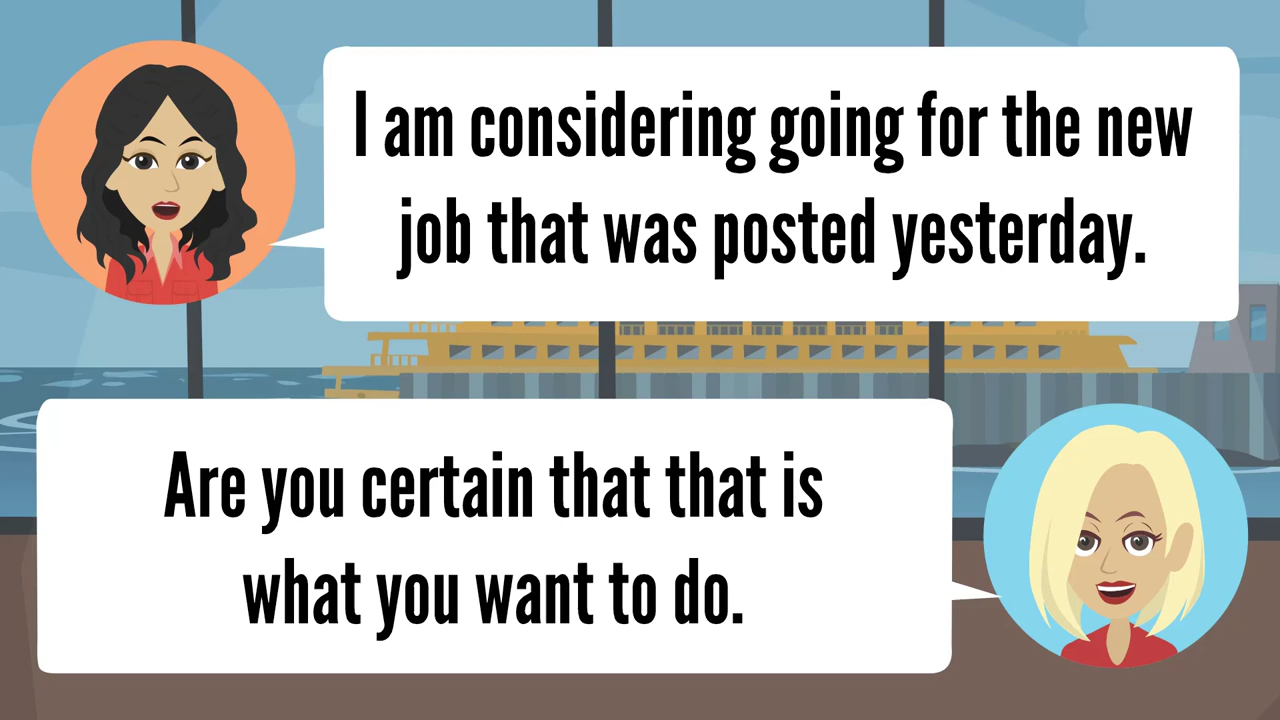 I am considering going for the new
job that was posted yesterday.
Are you certain that that is
what you want to do.